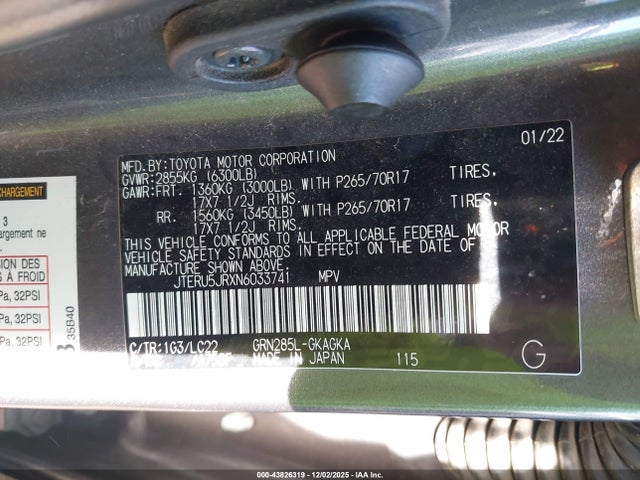 01/22
MFD. BY: TOYOTA MOTOR CORPORATION
GVWR: 2855KG (6300LB)
GAWR: FRT. 1360KG (3000LB) WITH P265/70R17 TIRES,
17X7 1/2J RIMS.
RR. 1560KG (3450LB) WITH P265/70R17 TIRES,
17X7 1/2J RIMS.
THIS VEHICLE CONFORMS TO ALL APPLICABLE FEDERAL MOTOR
VEHICLE SAFETY STANDARDS IN EFFECT ON THE DATE OF
MANUFACTURE SHOWN ABOVE.
JTERU5JRXN6033741 MPV
C/TR: 1G3/LC22 GRN285L-GKAGKA
MADE IN JAPAN 115
G
CHARGEMENT
3
argement ne
SION DES
À FROID
Pa, 32PSI
Pa, 32PSI
35B40
000-43826319 - 12/02/2025 - IAA Inc.